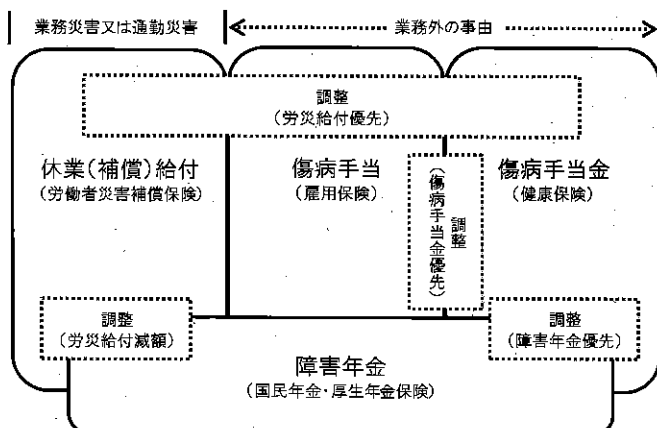 業務災害又は通勤災害
業務外の事由
調整
(労災給付優先)
休業(補償)給付
(労働者災害補償保険)
傷病手当
(雇用保険)
調整
(傷病手当金優先)
傷病手当金
(健康保険)
調整
(労災給付減額)
調整
(障害年金優先)
障害年金
(国民年金・厚生年金保険)